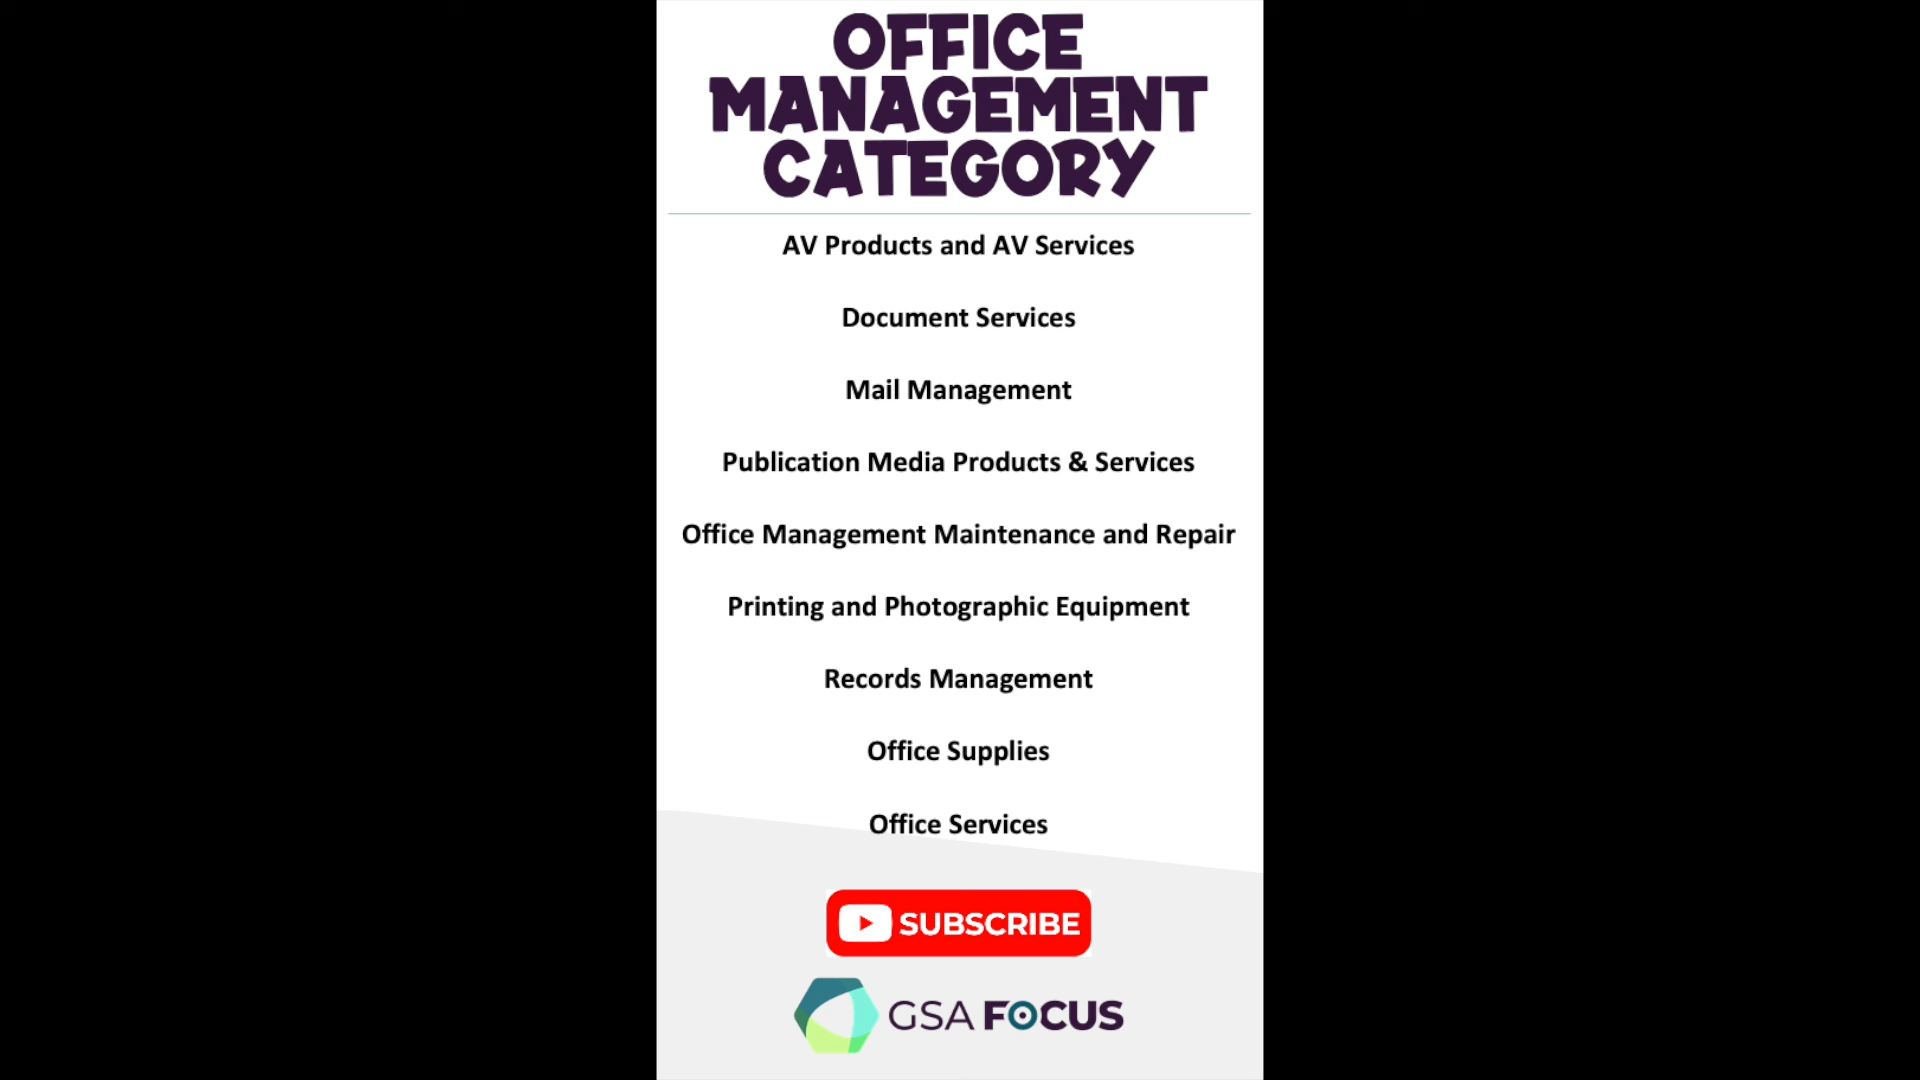 OFFICE
MANAGEMENT
CATEGORY
AV Products and AV Services
Document Services
Mail Management
Publication Media Products & Services
Office Management Maintenance and Repair
Printing and Photographic Equipment
Records Management
Office Supplies
Office Services
SUBSCRIBE
GSA FOCUS